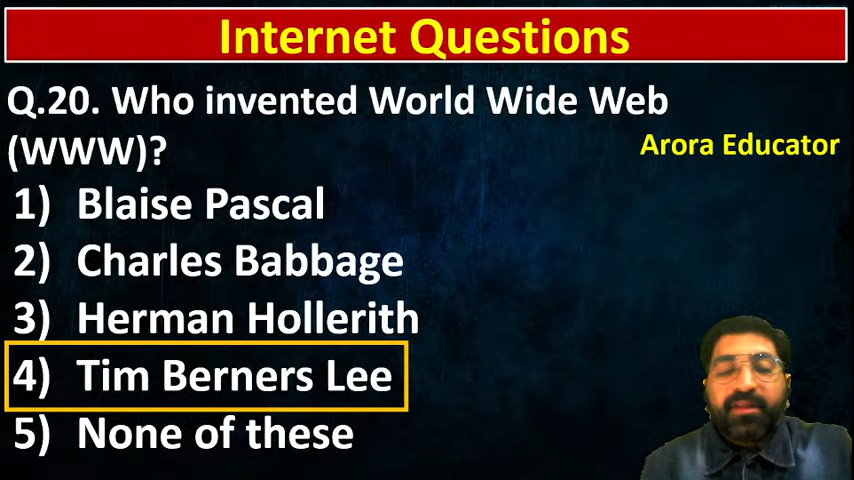 Internet Questions
Q.20. Who invented World Wide Web
(WWW)?
Arora Educator
1) Blaise Pascal
2) Charles Babbage
3) Herman Hollerith
4) Tim Berners Lee
5) None of these